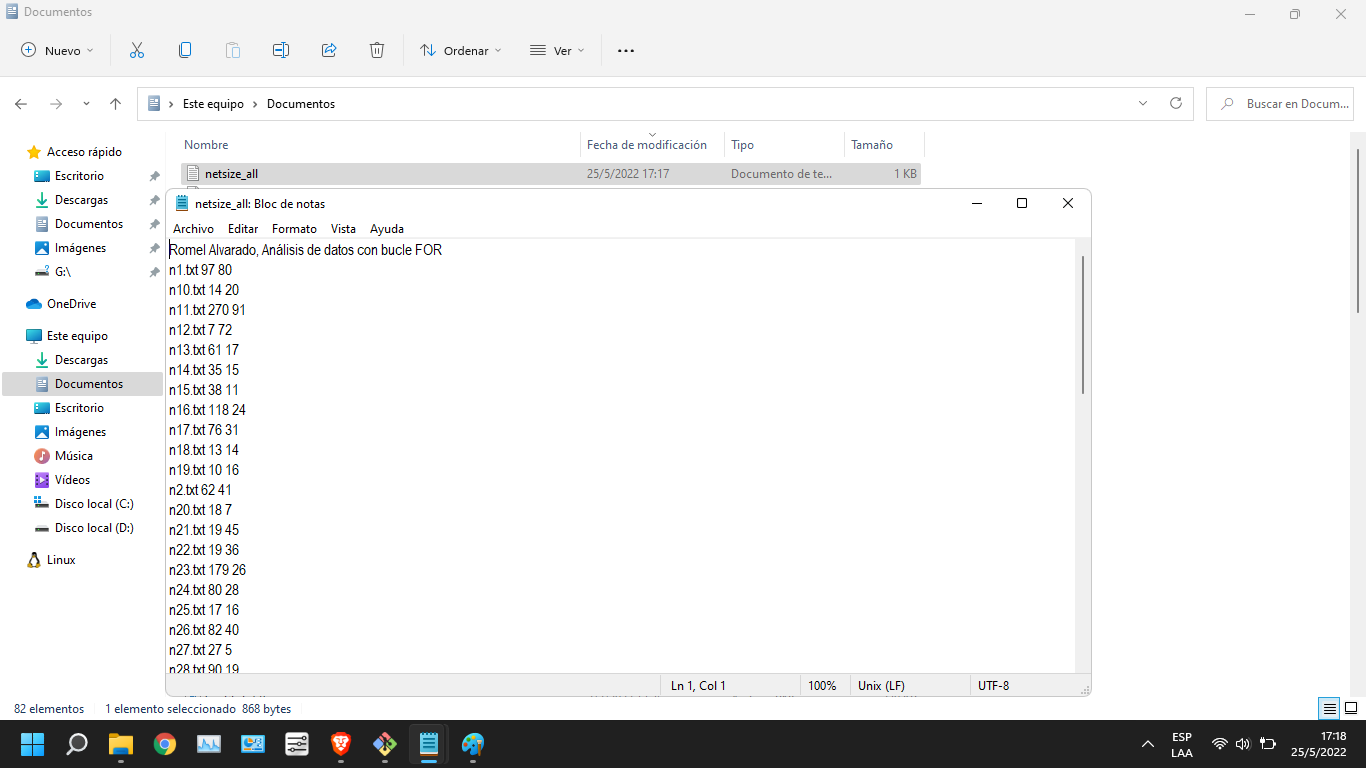 Documentos
Nuevo
Ordenar
Ver
Este equipo
Documentos
Buscar en Docum...
Nombre
Fecha de modificación
Tipo
Tamaño
netsize_all
25/5/2022 17:17
Documento de te...
1 KB
Acceso rápido
Escritorio
Descargas
Documentos
Imágenes
G:\
OneDrive
Este equipo
Descargas
Documentos
Escritorio
Imágenes
Música
Vídeos
Disco local (C:)
Disco local (D:)
Linux
netsize_all: Bloc de notas
Archivo Editar Formato Vista Ayuda
Romel Alvarado, Análisis de datos con bucle FOR
n1.txt 97 80
n10.txt 14 20
n11.txt 270 91
n12.txt 7 72
n13.txt 61 17
n14.txt 35 15
n15.txt 38 11
n16.txt 118 24
n17.txt 76 31
n18.txt 13 14
n19.txt 10 16
n2.txt 62 41
n20.txt 18 7
n21.txt 19 45
n22.txt 19 36
n23.txt 179 26
n24.txt 80 28
n25.txt 17 16
n26.txt 82 40
n27.txt 27 5
n28.txt 90 19
Ln 1, Col 1
100%
Unix (LF)
UTF-8
82 elementos
1 elemento seleccionado 868 bytes
ESP
LAA
17:18
25/5/2022